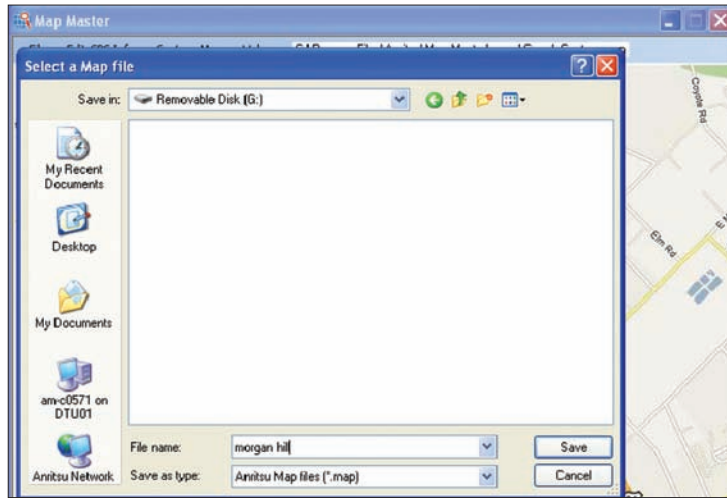 Map Master
Select a Map file
Save in:
Removable Disk (G:)
My Recent
Documents
Desktop
My Documents
am-c0571 on
DTU01
Anritsu Network
File name:
morgan hil
Save
Save as type:
Anritsu Map files (*.map)
Cancel
Coyote Rd
Elm Rd